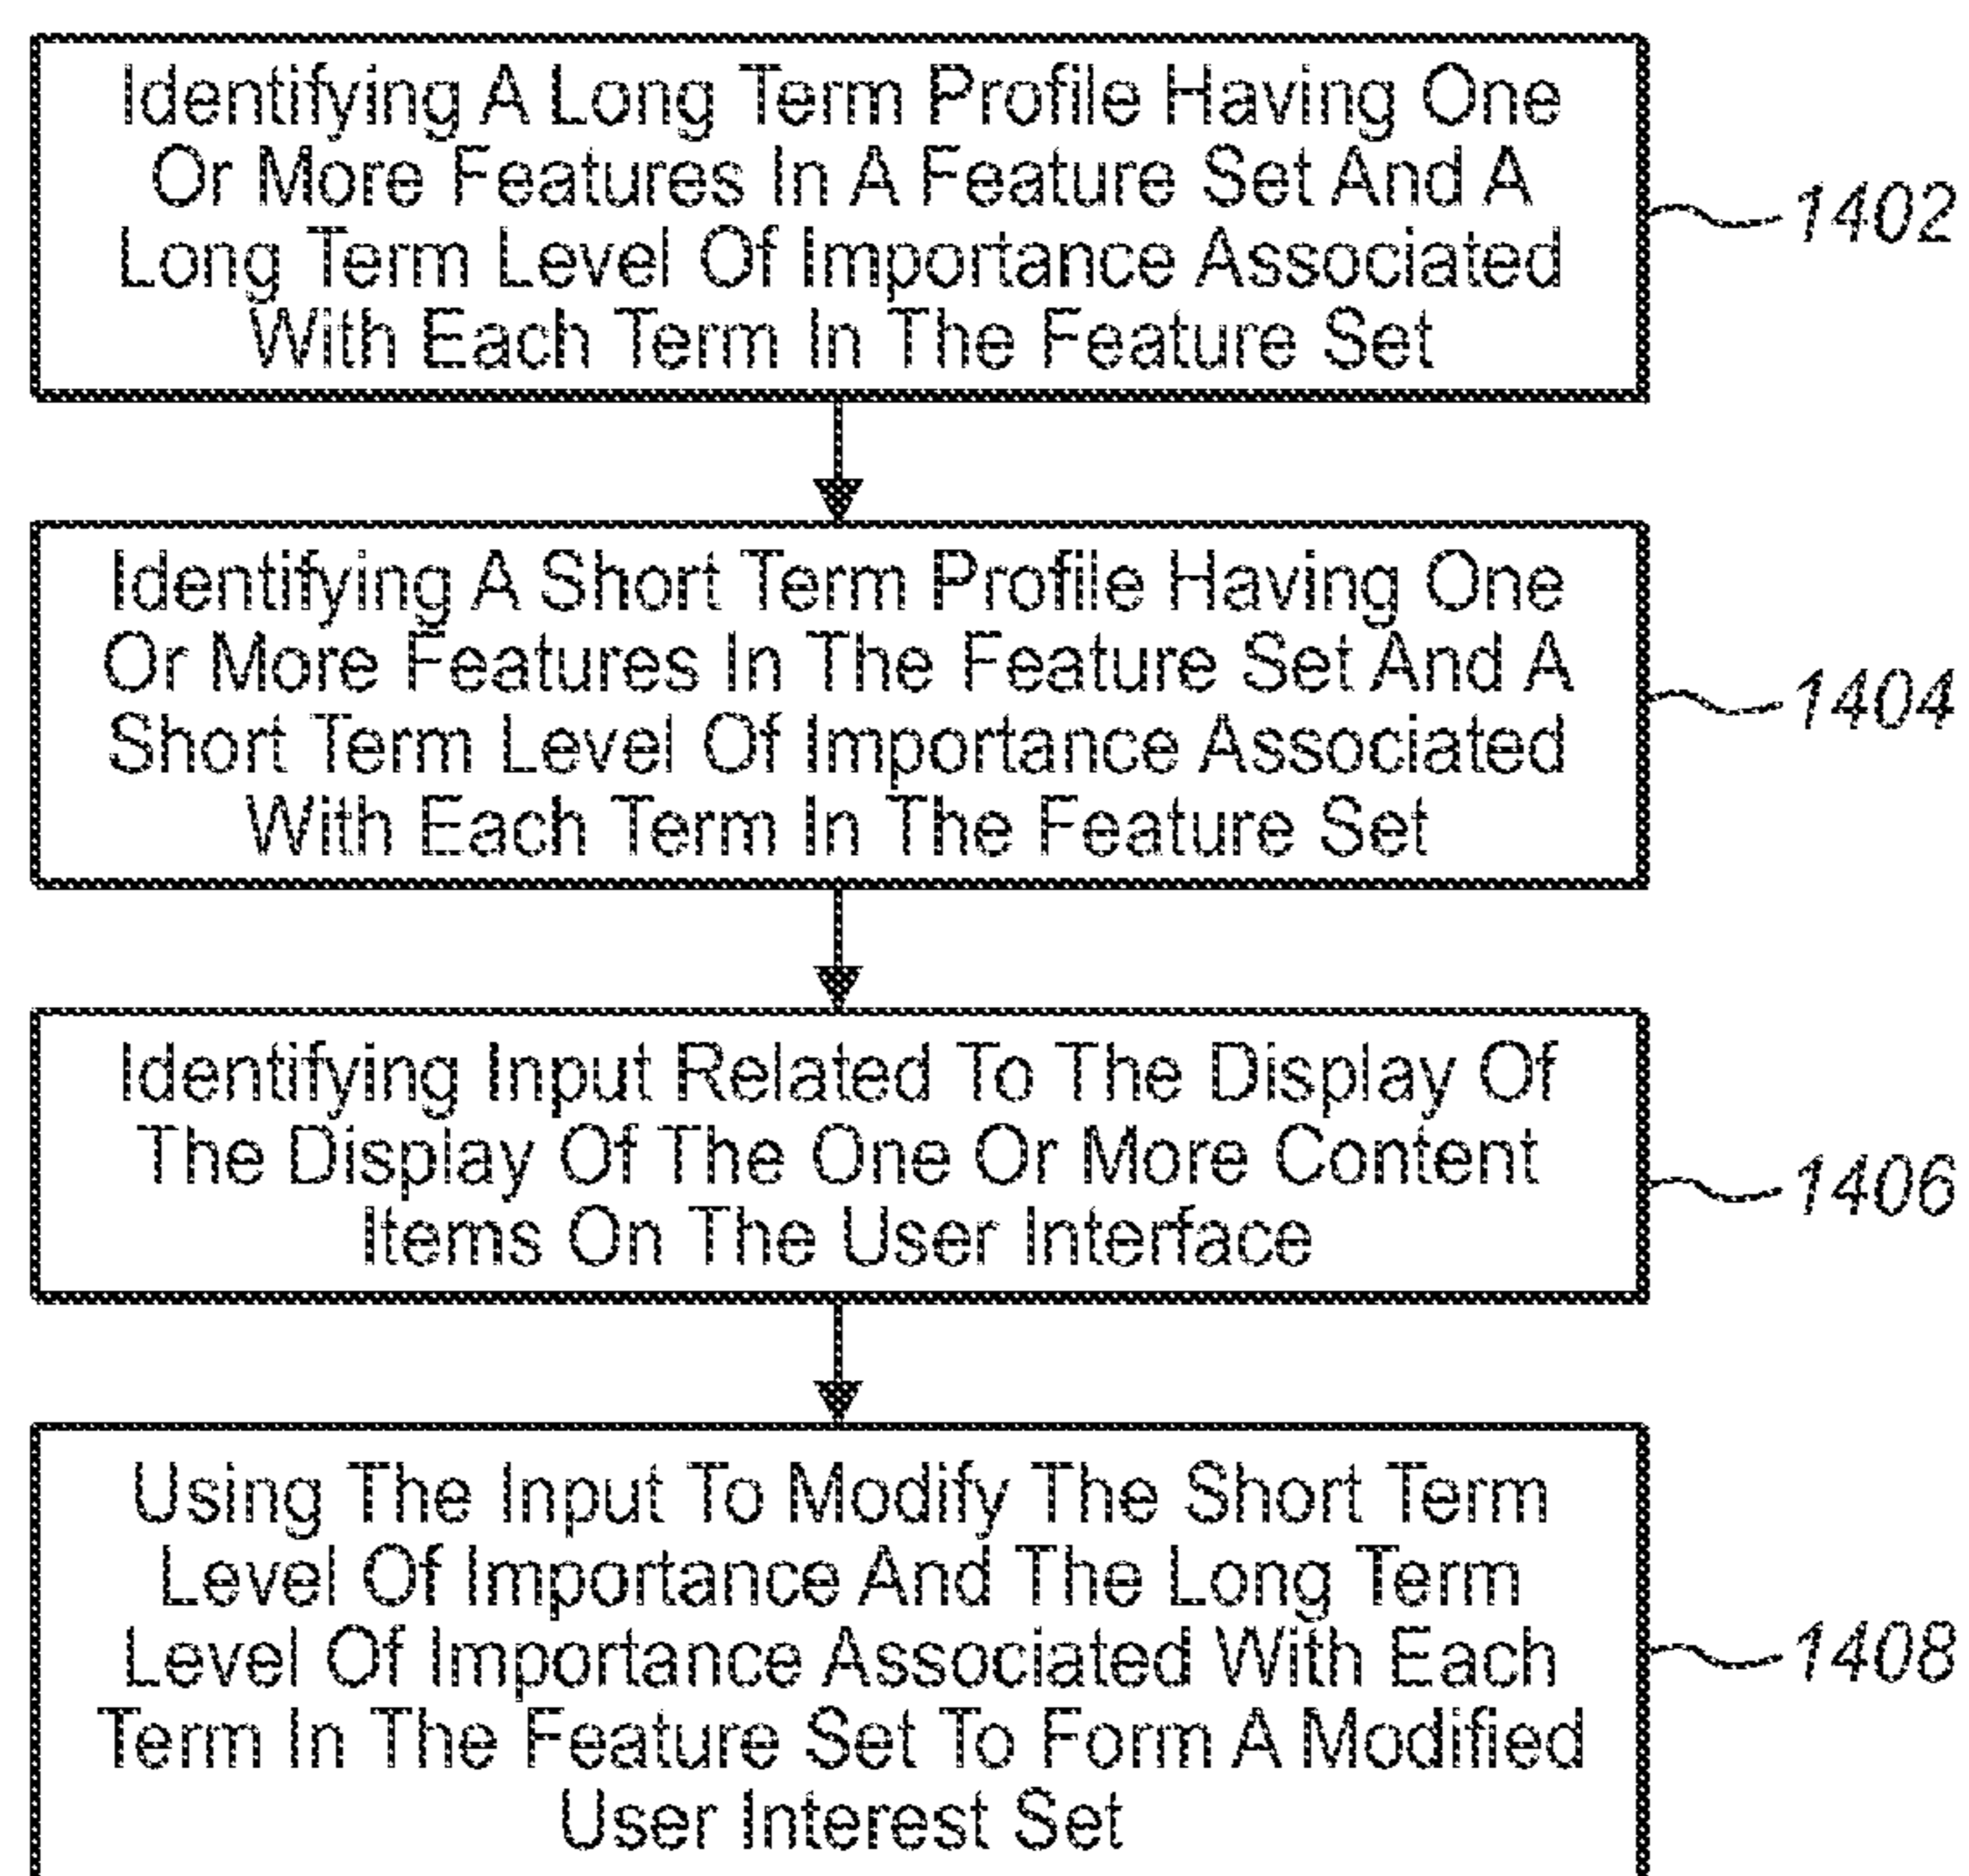 Identifying A Long Term Profile Having One
Or More Features In A Feature Set And A
Long Term Level Of Importance Associated
With Each Term In The Feature Set
1402
Identifying A Short Term Profile Having One
Or More Features In The Feature Set And A
Short Term Level Of Importance Associated
With Each Term In The Feature Set
1404
Identifying Input Related To The Display Of
The Display Of The One Or More Content
Items On The User Interface
1406
Using The Input To Modify The Short Term
Level Of Importance And The Long Term
Level Of Importance Associated With Each
Term In The Feature Set To Form A Modified
User Interest Set
1408